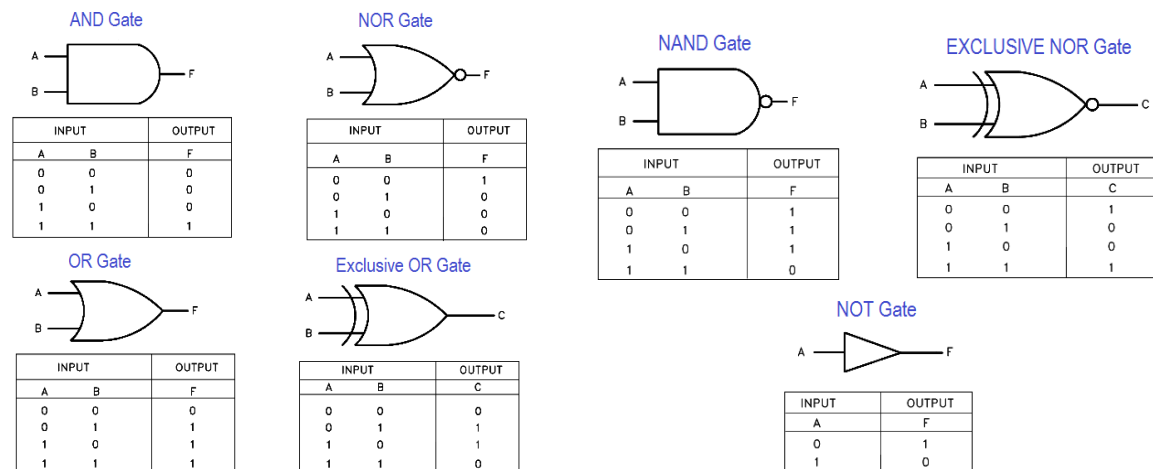 AND Gate
A
B
F
INPUT OUTPUT
A B F
0 0 0
0 1 0
1 0 0
1 1 1
NOR Gate
A
B
F
INPUT OUTPUT
A B F
0 0 1
0 1 0
1 0 0
1 1 0
NAND Gate
A
B
F
INPUT OUTPUT
A B F
0 0 1
0 1 1
1 0 1
1 1 0
EXCLUSIVE NOR Gate
A
B
C
INPUT OUTPUT
A B C
0 0 1
0 1 0
1 0 0
1 1 1
OR Gate
A
B
F
INPUT OUTPUT
A B F
0 0 0
0 1 1
1 0 1
1 1 1
Exclusive OR Gate
A
B
C
INPUT OUTPUT
A B C
0 0 0
0 1 1
1 0 1
1 1 0
NOT Gate
A F
INPUT OUTPUT
A F
0 1
1 0